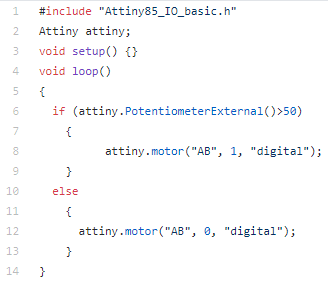 1 #include "Attiny85_IO_basic.h"
2 Attiny attiny;
3 void setup() {}
4 void loop()
5 {
6 if (attiny.PotentiometerExternal()>50)
7 {
8 attiny.motor("AB", 1, "digital");
9 }
10 else
11 {
12 attiny.motor("AB", 0, "digital");
13 }
14 }